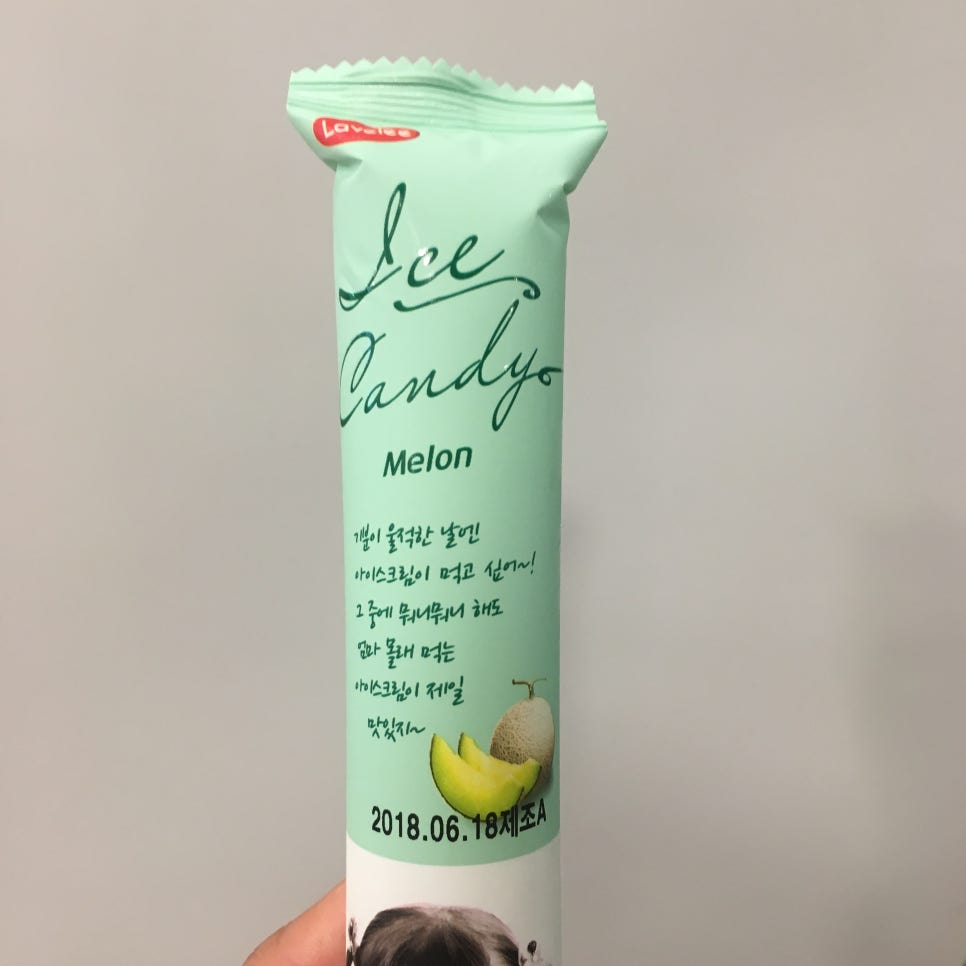 Lavelee
Ice
Candy
Melon
기분이 울적한 날엔
아이스크림이 먹고 싶어~!
그 중에 뭐니뭐니 해도
엄마 몰래 먹는
아이스크림이 제일
맛있지~
2018.06.18제조A